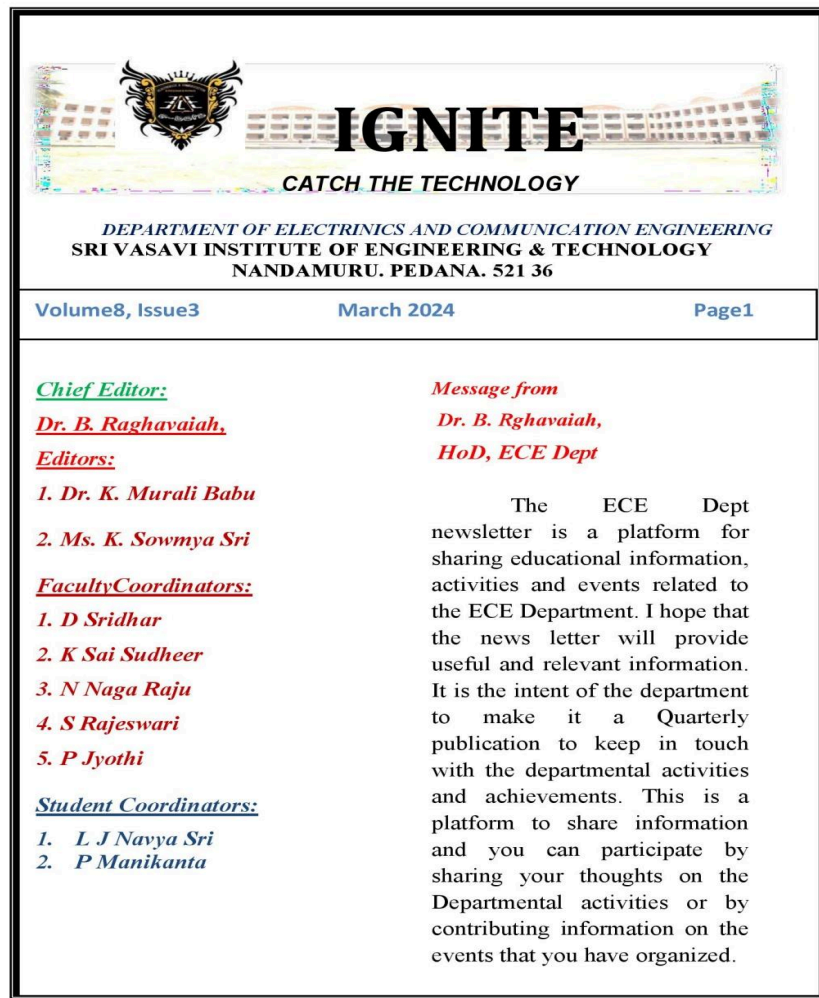 IGNITE
CATCH THE TECHNOLOGY
DEPARTMENT OF ELECTRINICS AND COMMUNICATION ENGINEERING
SRI VASAVI INSTITUTE OF ENGINEERING & TECHNOLOGY
NANDAMURU. PEDANA. 521 36
Volume8, Issue3 March 2024 Page1
Chief Editor:
Dr. B. Raghavaiah,
Editors:
1. Dr. K. Murali Babu
2. Ms. K. Sowmya Sri
FacultyCoordinators:
1. D Sridhar
2. K Sai Sudheer
3. N Naga Raju
4. S Rajeswari
5. P Jyothi
Student Coordinators:
1. L J Navya Sri
2. P Manikanta
Message from
Dr. B. Rghavaiah,
HoD, ECE Dept
The ECE Dept
newsletter is a platform for
sharing educational information,
activities and events related to
the ECE Department. I hope that
the news letter will provide
useful and relevant information.
It is the intent of the department
to make it a Quarterly
publication to keep in touch
with the departmental activities
and achievements. This is a
platform to share information
and you can participate by
sharing your thoughts on the
Departmental activities or by
contributing information on the
events that you have organized.